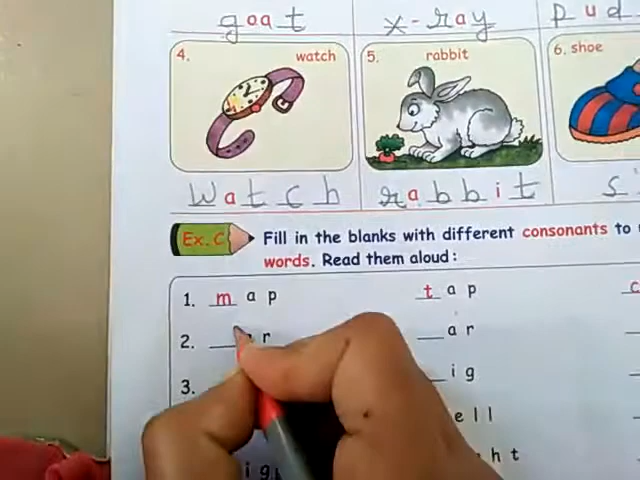 goat x-ray pud
4. watch 5. rabbit 6. shoe
watch rabbit s
Ex. C Fill in the blanks with different consonants to
words. Read them aloud :
1. m a p t a p c
2. _ r _ a r
3. _ i g
e l l
i g h t